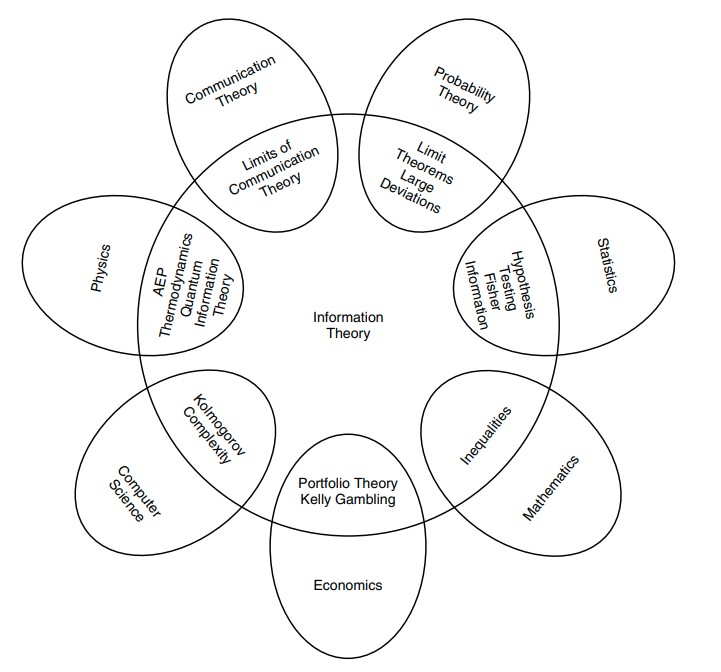 Communication
Theory
Probability
Theory
Limits of
Communication
Theory
Limit
Theorems
Large
Deviations
Physics
AEP
Thermodynamics
Quantum
Information
Theory
Hypothesis
Testing
Fisher
Information
Statistics
Information
Theory
Kolmogorov
Complexity
Computer
Science
Portfolio Theory
Kelly Gambling
Inequalities
Mathematics
Economics